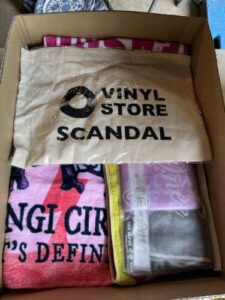 VINYL
STORE
SCANDAL
NGI CIR
'S DEFIN